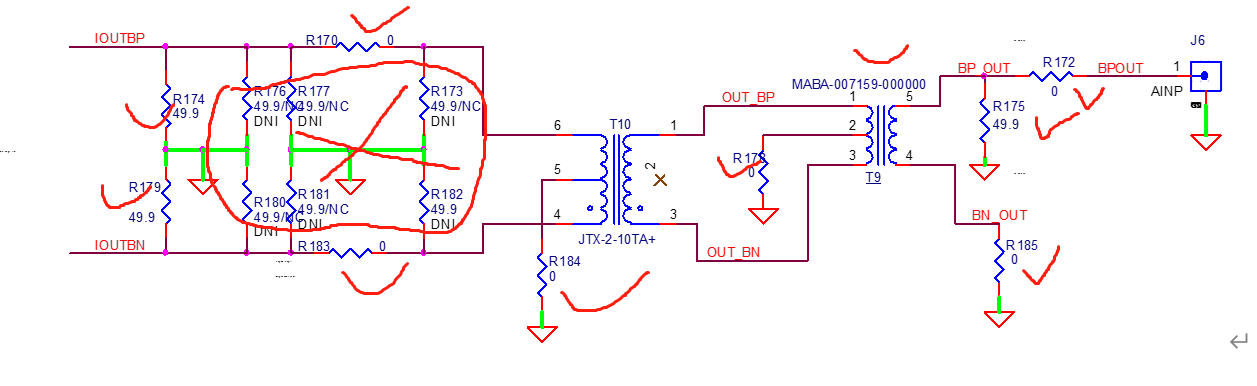 IOUTBP
R170 0
R174
49.9
R176
49.9/NC
DNI
R177
49.9/NC
DNI
R173
49.9/NC
DNI
R179
49.9
R180
49.9/NC
DNI
R181
49.9/NC
DNI
R182
49.9
DNI
IOUTBN
R183 0
T10
6
5
4
1
2
3
JTX-2-10TA+
R184
0
OUT_BP
OUT_BN
MABA-007159-000000
1
2
3
5
4
T9
0
BP_OUT
R172
0
BPOUT
R175
49.9
J6
1
AINP
BN_OUT
R185
0